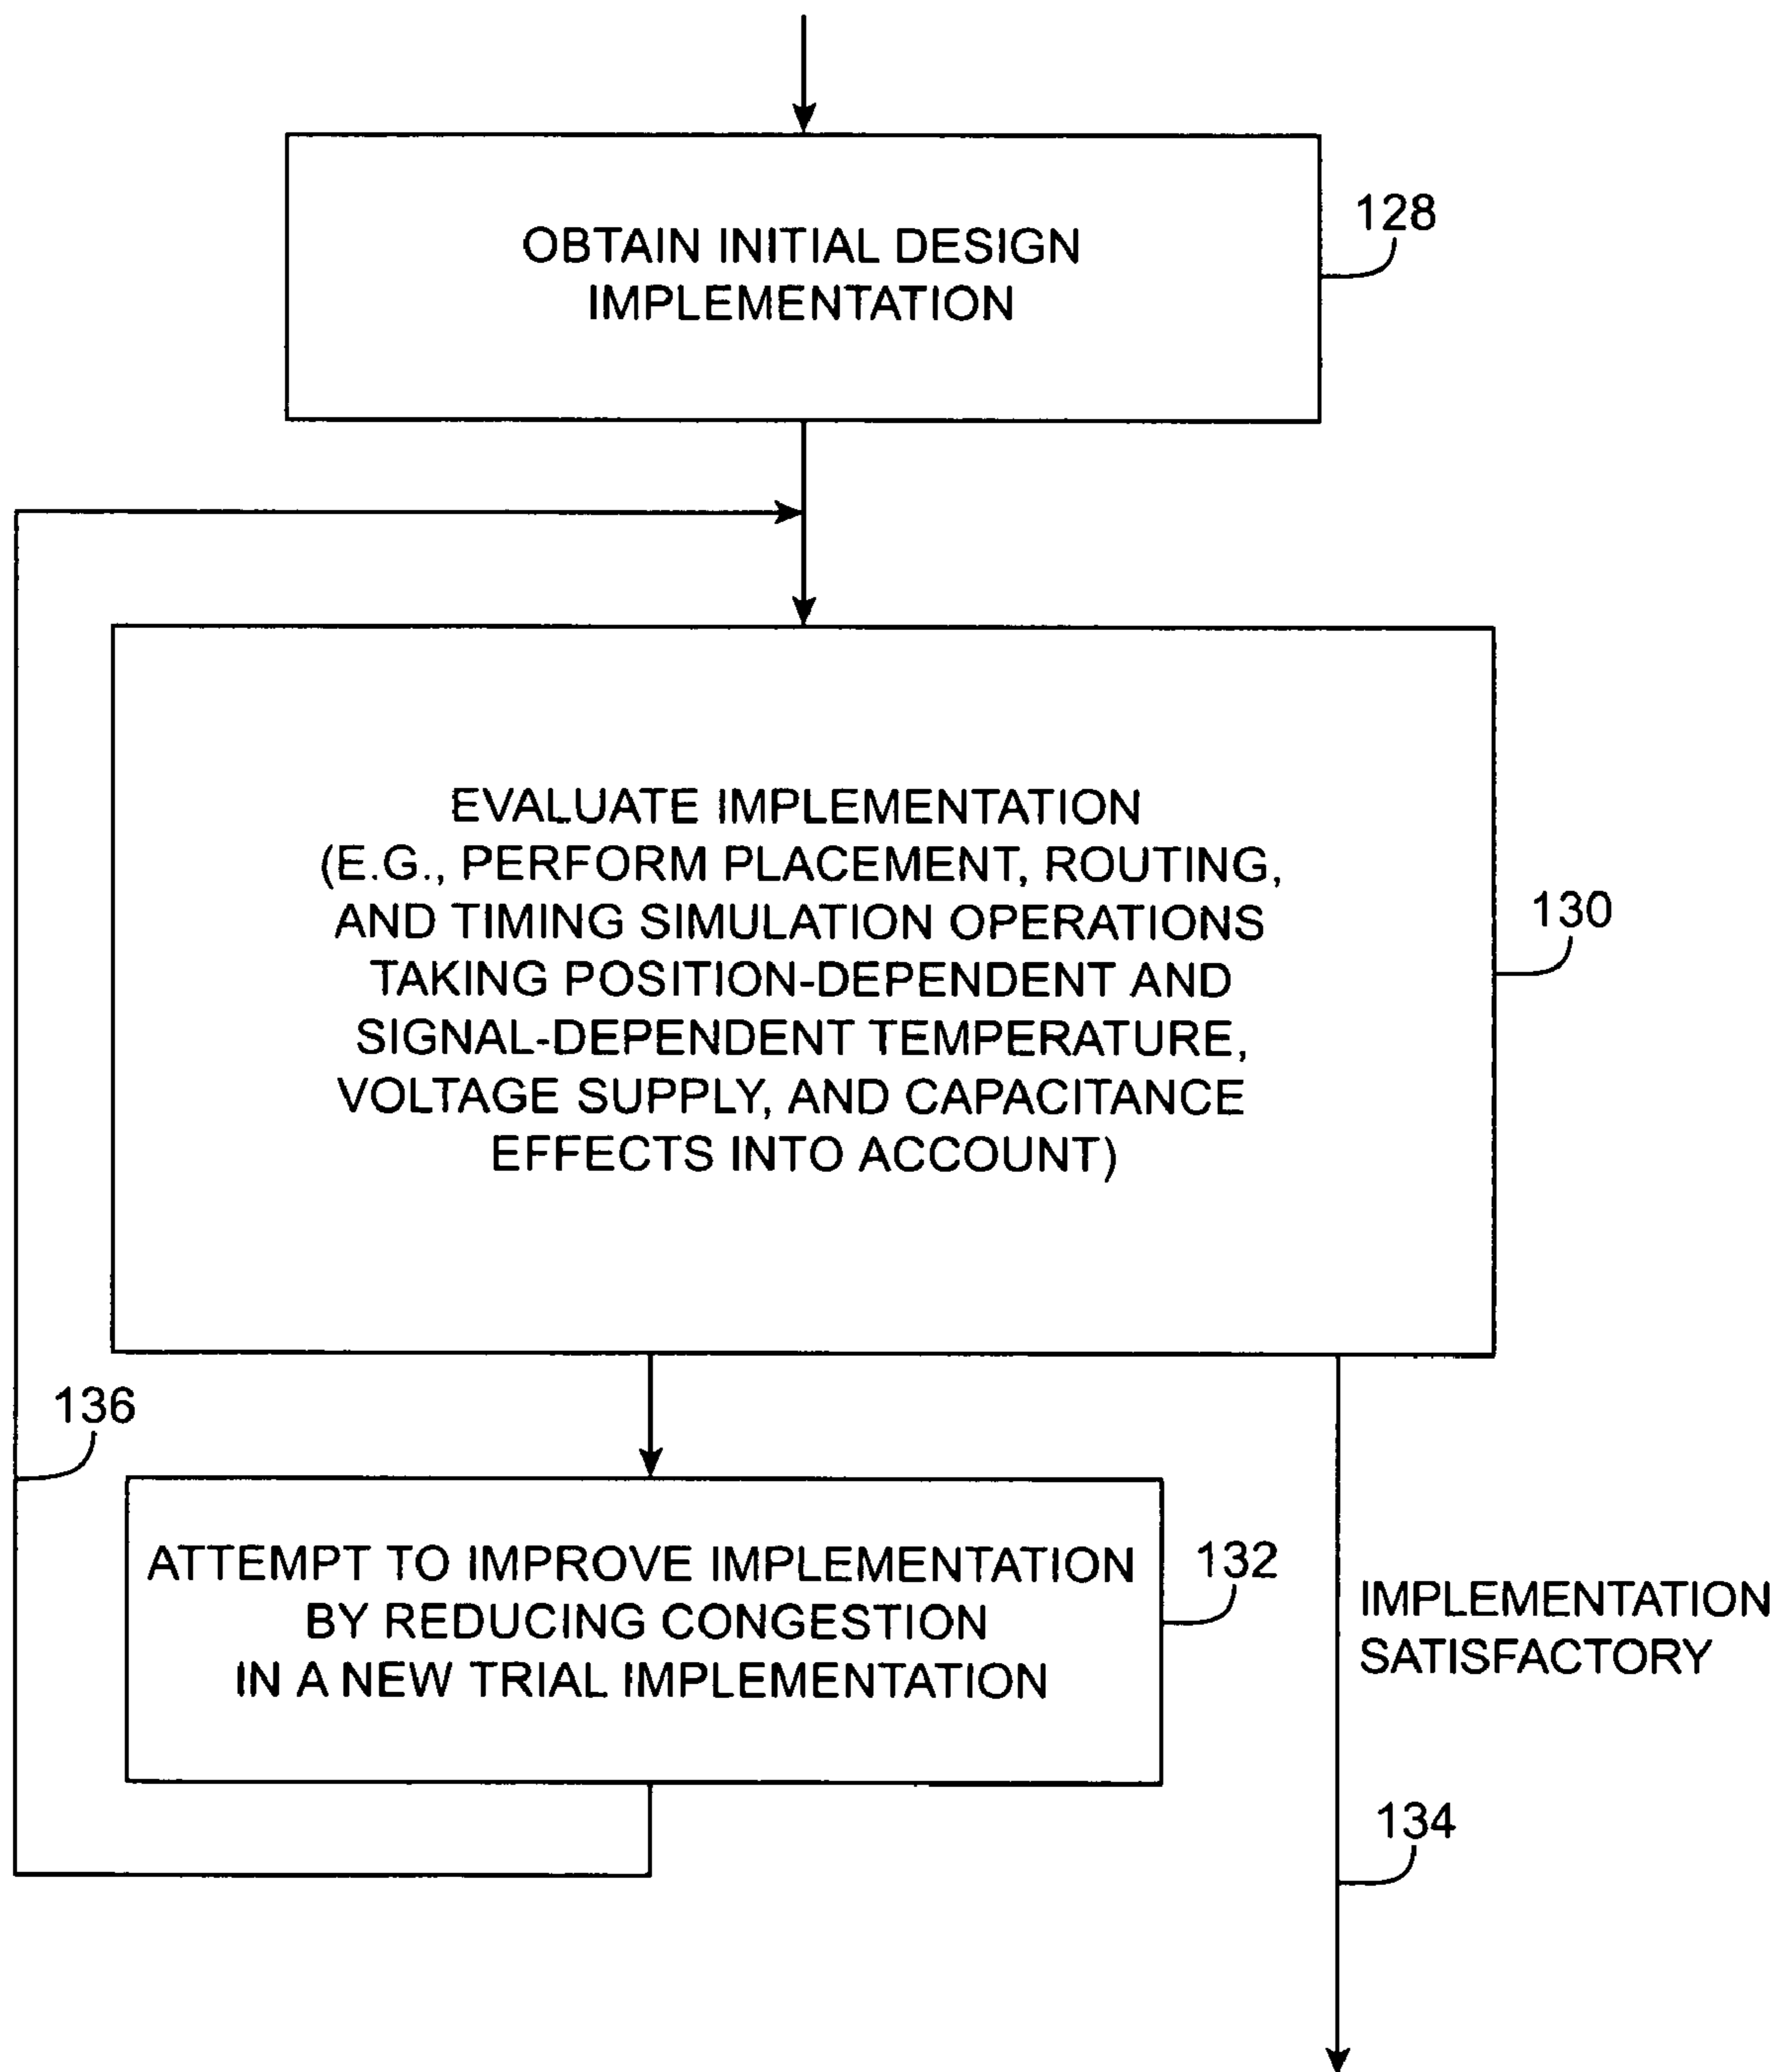 OBTAIN INITIAL DESIGN
IMPLEMENTATION
128
EVALUATE IMPLEMENTATION
(E.G., PERFORM PLACEMENT, ROUTING,
AND TIMING SIMULATION OPERATIONS
TAKING POSITION-DEPENDENT AND
SIGNAL-DEPENDENT TEMPERATURE,
VOLTAGE SUPPLY, AND CAPACITANCE
EFFECTS INTO ACCOUNT)
130
136
ATTEMPT TO IMPROVE IMPLEMENTATION
BY REDUCING CONGESTION
IN A NEW TRIAL IMPLEMENTATION
132
IMPLEMENTATION
SATISFACTORY
134